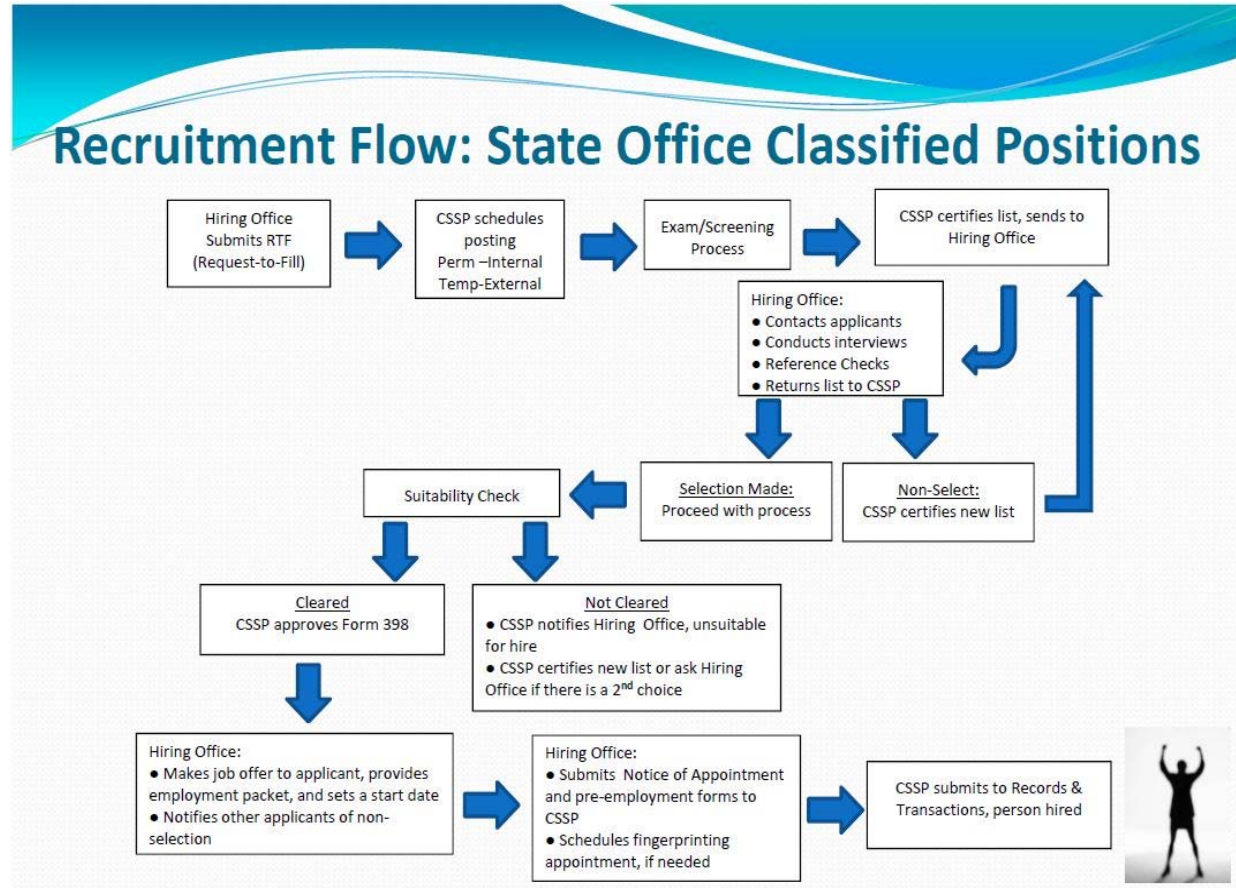 Recruitment Flow: State Office Classified Positions
Hiring Office
Submits RTF
(Request-to-Fill)
CSSP schedules
posting
Perm –Internal
Temp-External
Exam/Screening
Process
CSSP certifies list, sends to
Hiring Office
Hiring Office:
● Contacts applicants
● Conducts interviews
● Reference Checks
● Returns list to CSSP
Suitability Check
Selection Made:
Proceed with process
Non-Select:
CSSP certifies new list
Cleared
CSSP approves Form 398
Not Cleared
● CSSP notifies Hiring Office, unsuitable
for hire
● CSSP certifies new list or ask Hiring
Office if there is a 2nd choice
Hiring Office:
● Makes job offer to applicant, provides
employment packet, and sets a start date
● Notifies other applicants of non-
selection
Hiring Office:
● Submits Notice of Appointment
and pre-employment forms to
CSSP
● Schedules fingerprinting
appointment, if needed
CSSP submits to Records &
Transactions, person hired